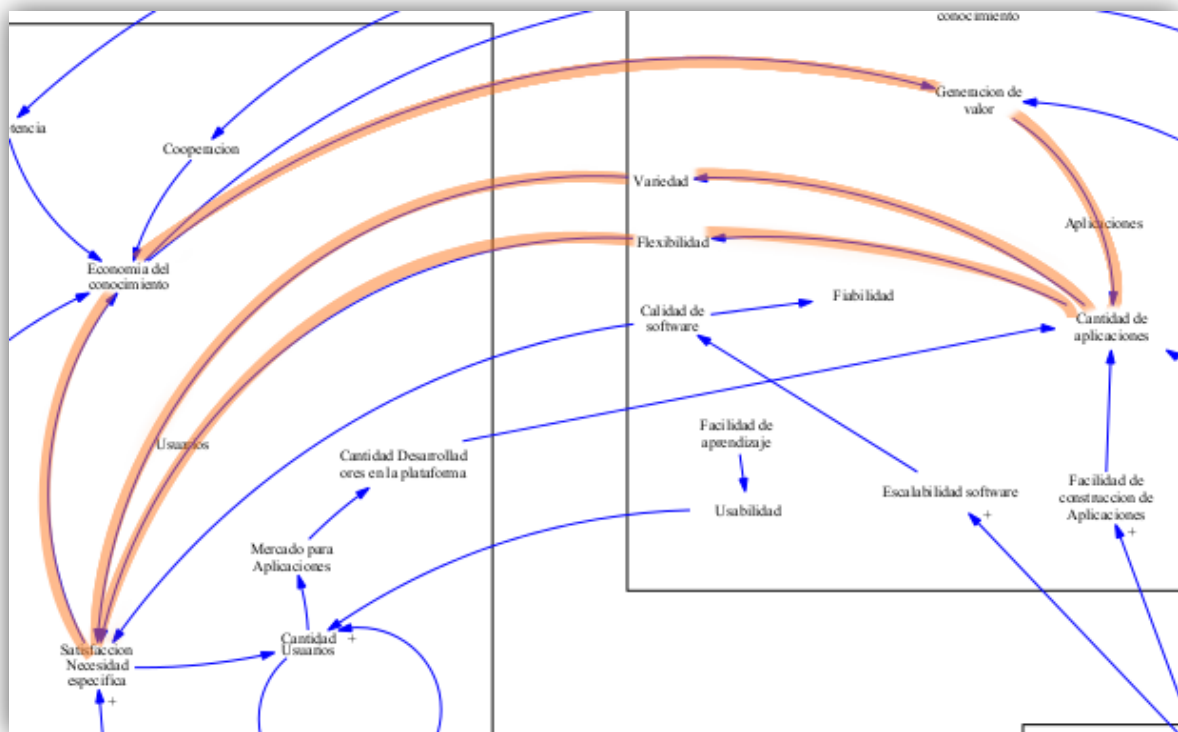 conocimiento
Generacion de
valor
tencia
Cooperacion
Variedad
Aplicaciones
Flexibilidad
Economia del
conocimiento
Fiabilidad
Calidad de
software
Cantidad de
aplicaciones
Usuarios
Facilidad de
aprendizaje
Cantidad Desarrollad
ores en la plataforma
Facilidad de
construccion de
Aplicaciones
+
Escalabilidad software
+
Usabilidad
Mercado para
Aplicaciones
Cantidad
Usuarios
+
Satisfaccion
Necesidad
especifica
+